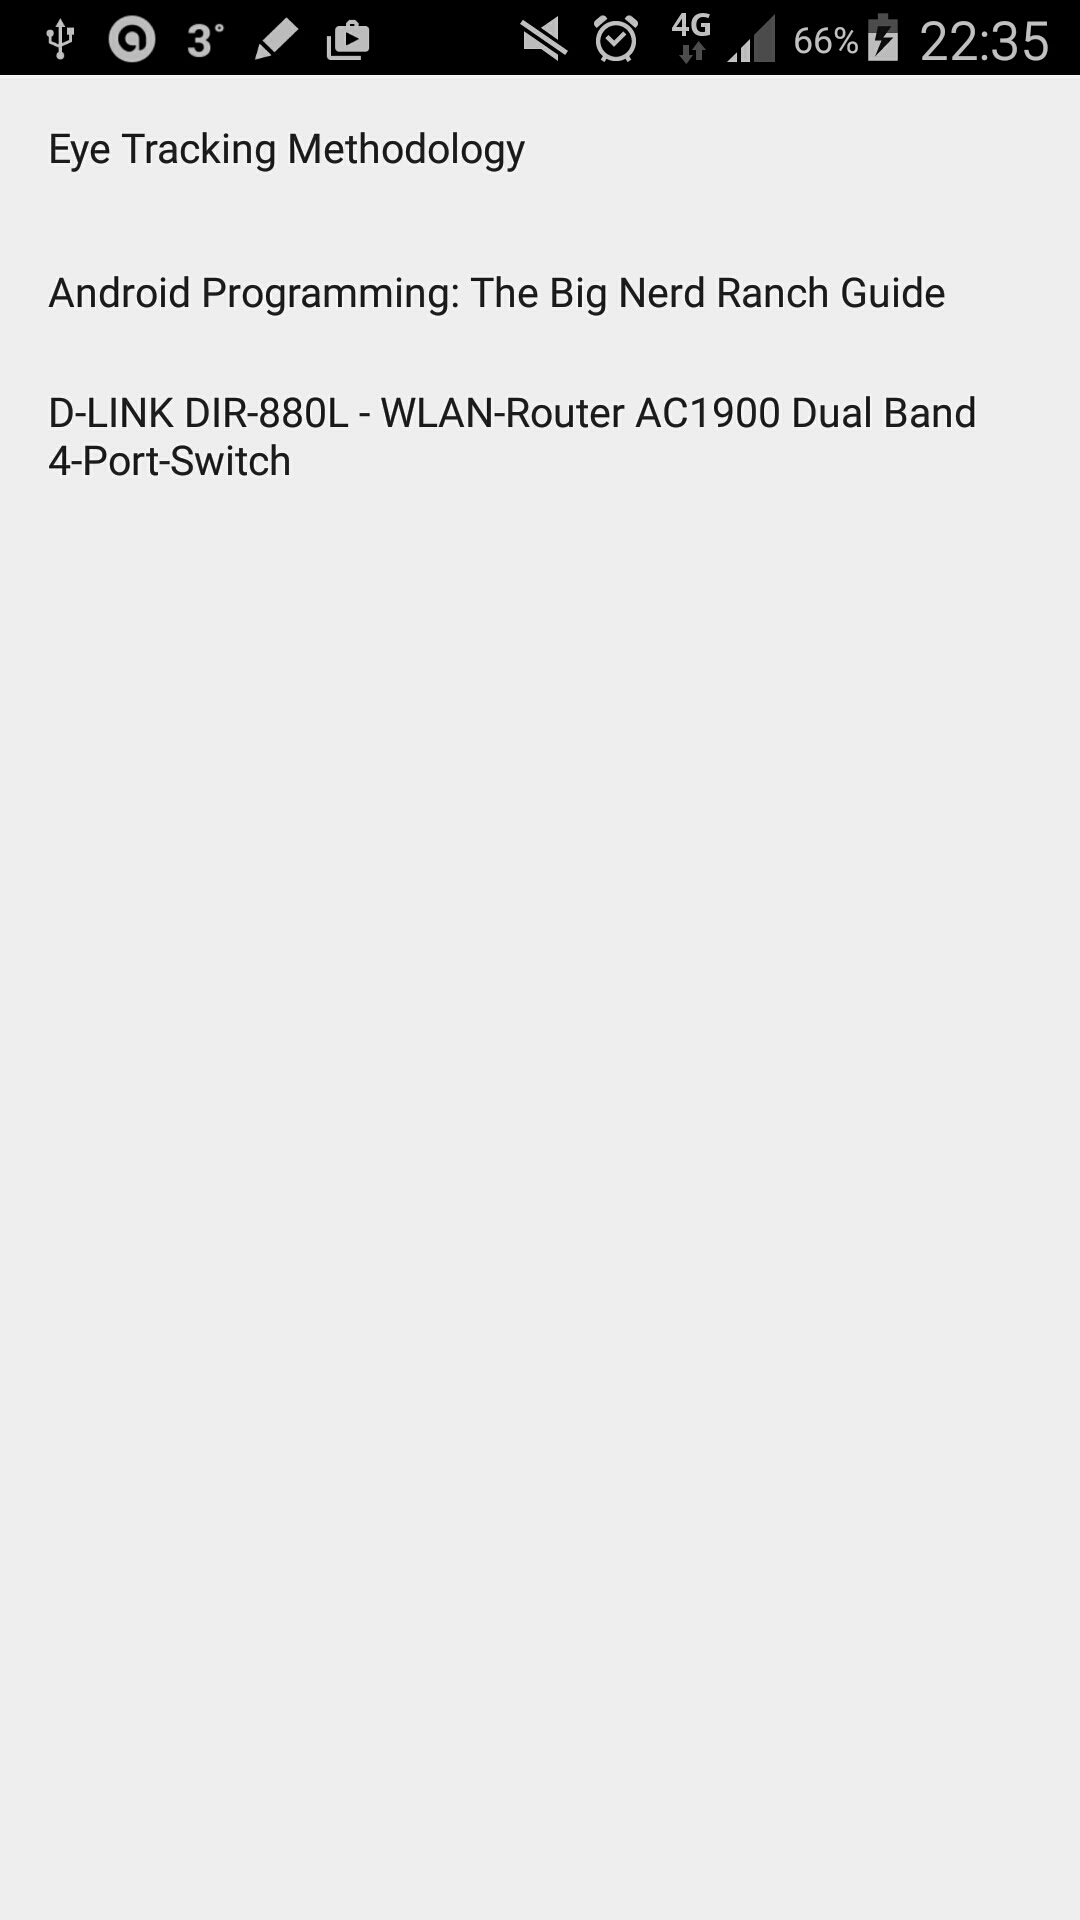 3° 4G 66% 22:35
Eye Tracking Methodology
Android Programming: The Big Nerd Ranch Guide
D-LINK DIR-880L - WLAN-Router AC1900 Dual Band
4-Port-Switch